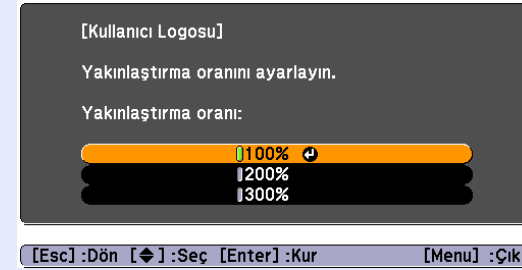 [Kullanıcı Logosu]
Yakınlaştırma oranını ayarlayın.
Yakınlaştırma oranı:
100%
200%
300%
[Esc] :Dön [◆] :Seç [Enter] :Kur [Menu] :Çık